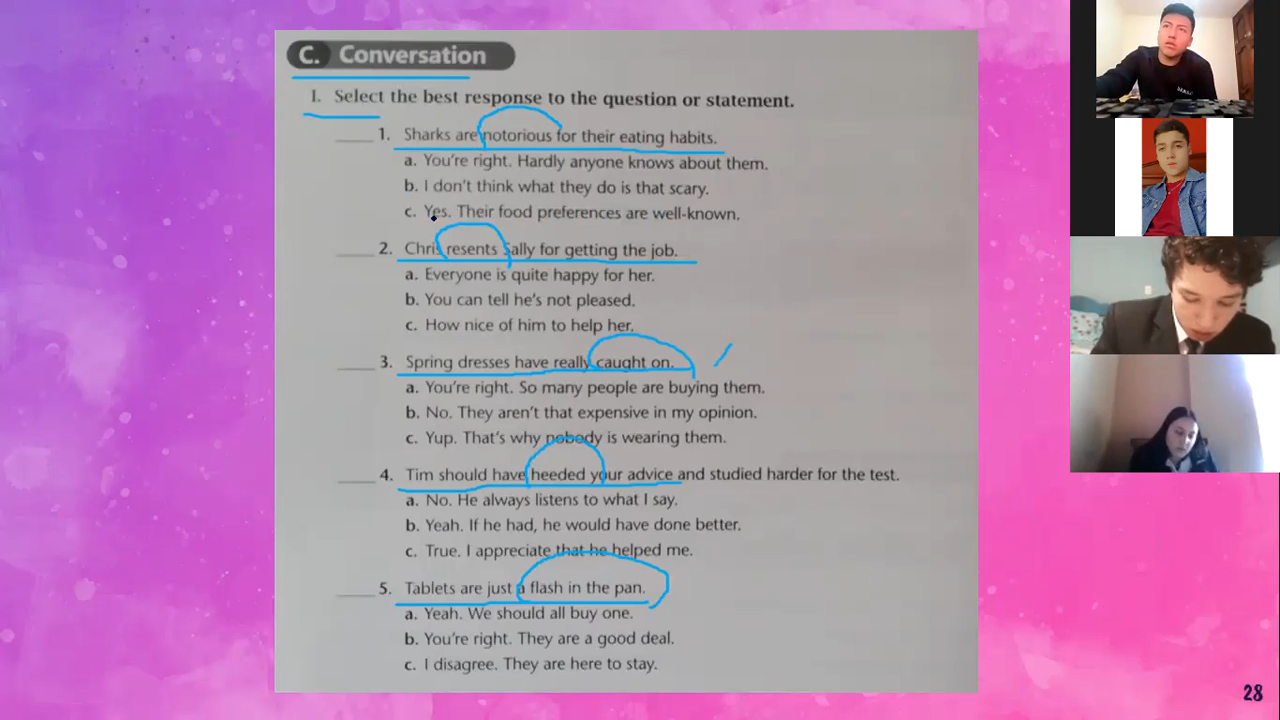 C. Conversation
I. Select the best response to the question or statement.
____ 1. Sharks are notorious for their eating habits.
a. You're right. Hardly anyone knows about them.
b. I don't think what they do is that scary.
c. Yes. Their food preferences are well-known.
____ 2. Chris resents Sally for getting the job.
a. Everyone is quite happy for her.
b. You can tell he's not pleased.
c. How nice of him to help her.
____ 3. Spring dresses have really caught on.
a. You're right. So many people are buying them.
b. No. They aren't that expensive in my opinion.
c. Yup. That's why nobody is wearing them.
____ 4. Tim should have heeded your advice and studied harder for the test.
a. No. He always listens to what I say.
b. Yeah. If he had, he would have done better.
c. True. I appreciate that he helped me.
____ 5. Tablets are just a flash in the pan.
a. Yeah. We should all buy one.
b. You're right. They are a good deal.
c. I disagree. They are here to stay.
28